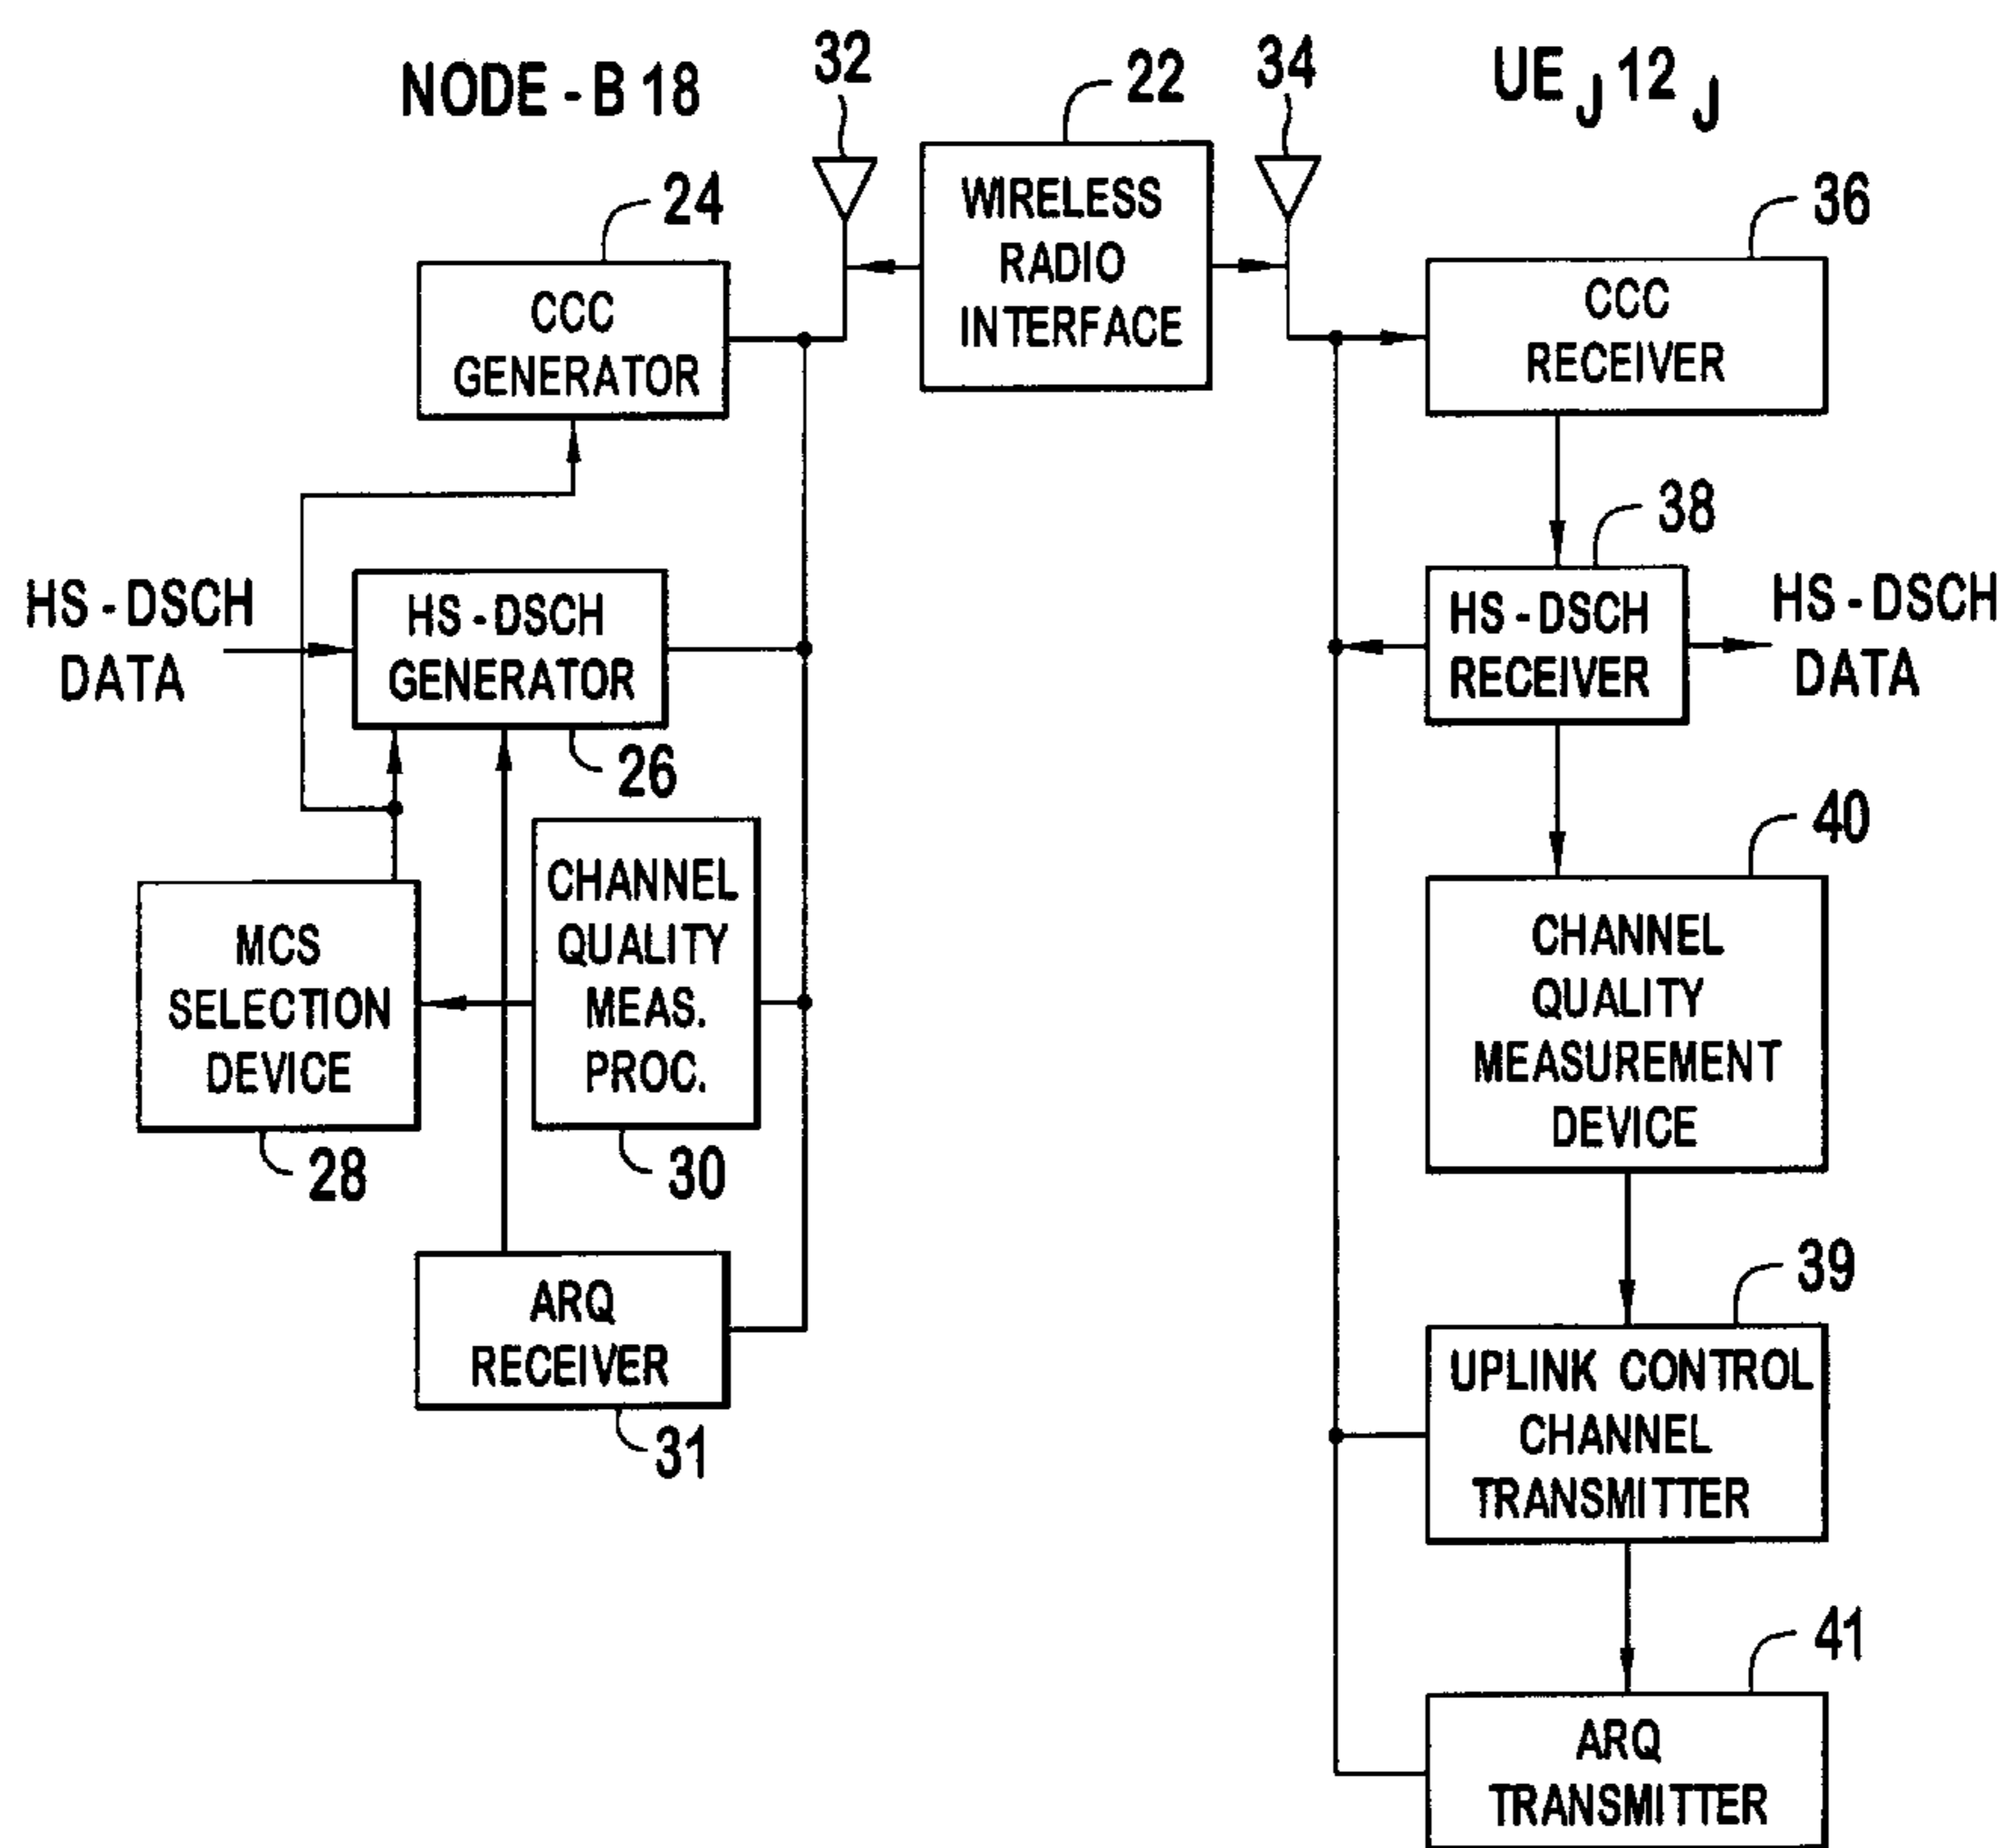 NODE - B 18
32
22
34
UE J 12 J
24
WIRELESS
RADIO
INTERFACE
36
CCC
GENERATOR
CCC
RECEIVER
38
HS - DSCH
DATA
HS - DSCH
GENERATOR
26
HS - DSCH
RECEIVER
HS - DSCH
DATA
40
MCS
SELECTION
DEVICE
28
CHANNEL
QUALITY
MEAS.
PROC.
30
CHANNEL
QUALITY
MEASUREMENT
DEVICE
39
ARQ
RECEIVER
31
UPLINK CONTROL
CHANNEL
TRANSMITTER
41
ARQ
TRANSMITTER